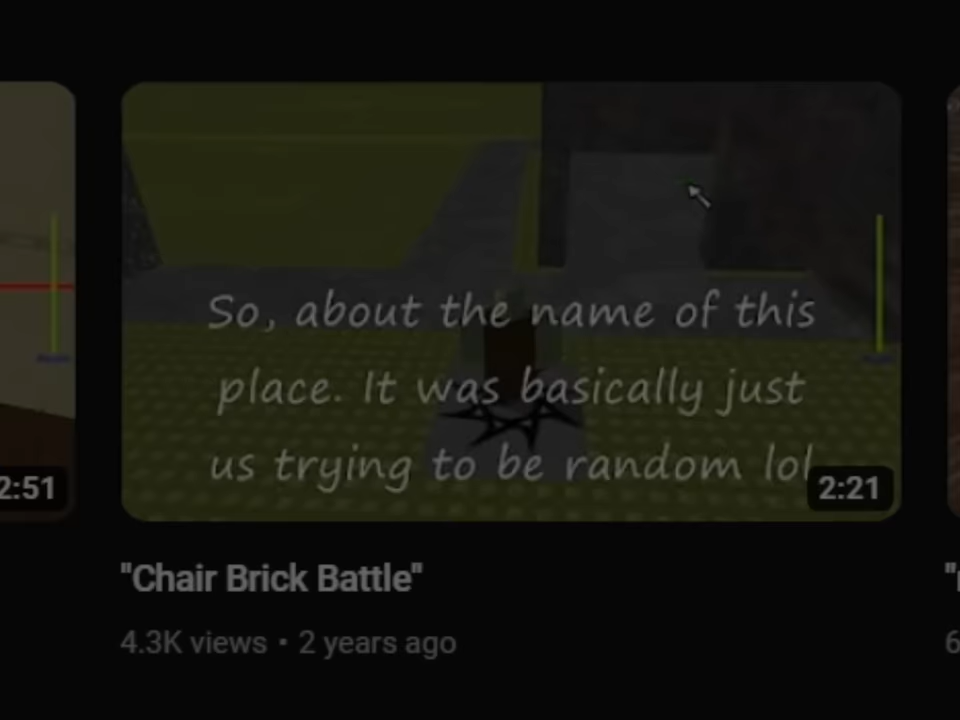 So, about the name of this
place. It was basically just
us trying to be random lol
2:51
2:21
"Chair Brick Battle"
4.3K views • 2 years ago